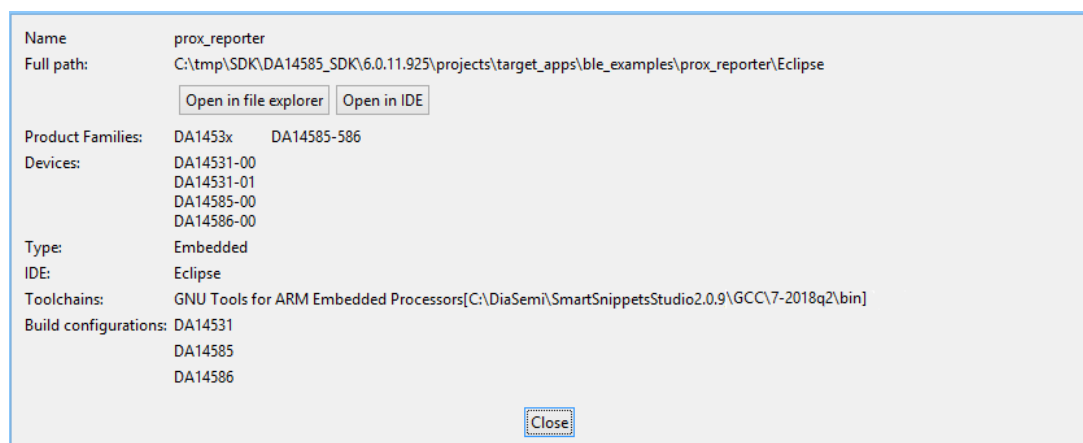 Name prox_reporter
Full path: C:\tmp\SDK\DA14585_SDK\6.0.11.925\projects\target_apps\ble_examples\prox_reporter\Eclipse
Open in file explorer Open in IDE
Product Families: DA1453x DA14585-586
Devices: DA14531-00
DA14531-01
DA14585-00
DA14586-00
Type: Embedded
IDE: Eclipse
Toolchains: GNU Tools for ARM Embedded Processors[C:\DiaSemi\SmartSnippetsStudio2.0.9\GCC\7-2018q2\bin]
Build configurations: DA14531
DA14585
DA14586
Close